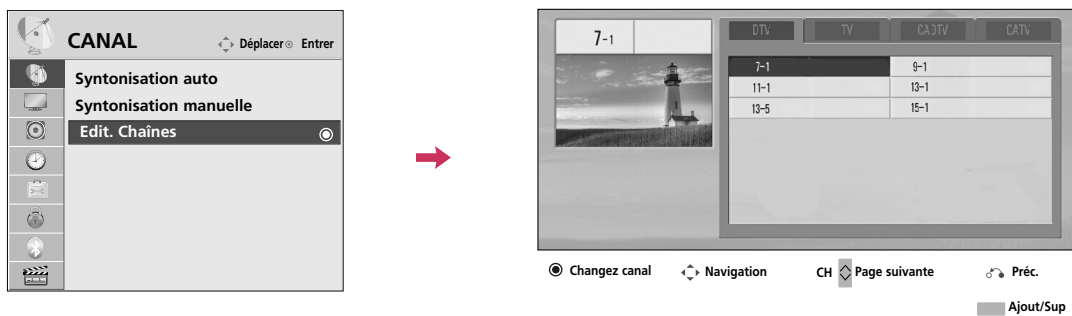 CANAL
Déplacer Entrer
Syntonisation auto
Syntonisation manuelle
Edit. Chaînes
7-1
DTV TV CADTV CATV
7-1 9-1
11-1 13-1
13-5 15-1
Changez canal Navigation CH Page suivante Préc.
Ajout/Sup